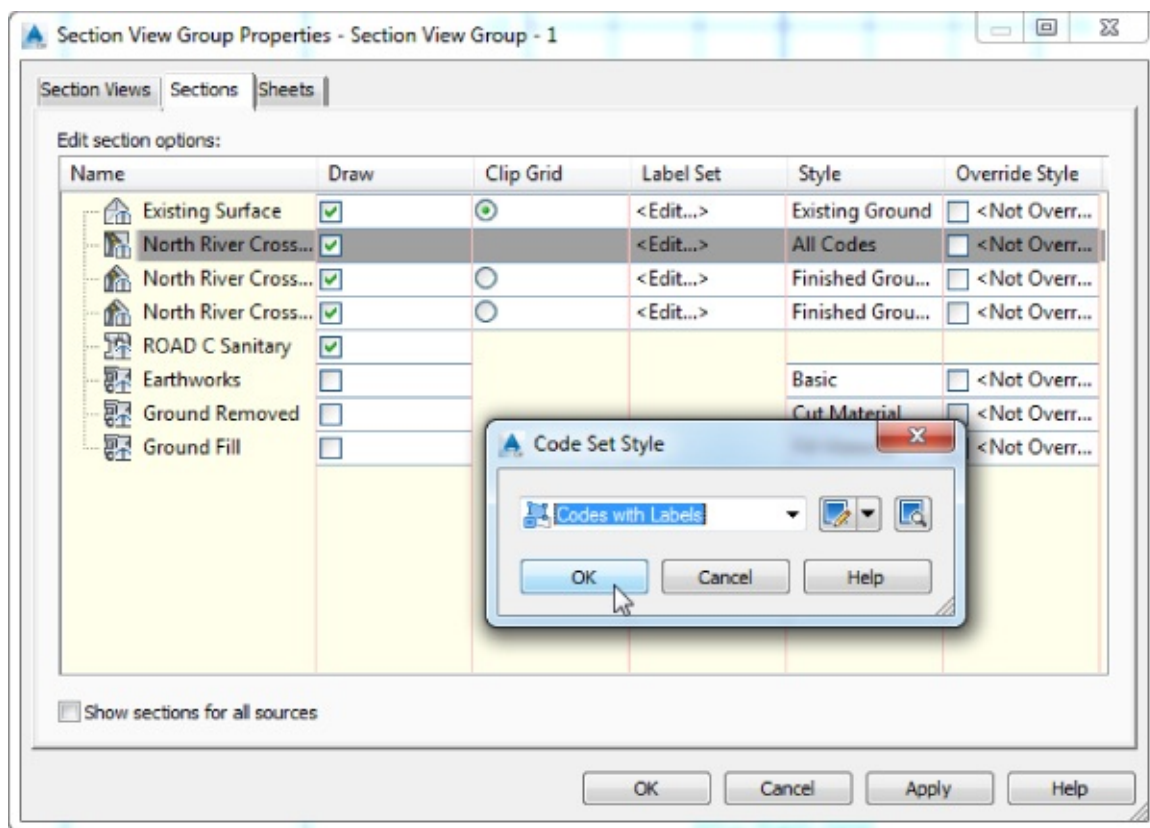 Section View Group Properties - Section View Group - 1
Section Views Sections Sheets
Edit section options:
Name Draw Clip Grid Label Set Style Override Style
Existing Surface <Edit...> Existing Ground <Not Overr...
North River Cross... <Edit...> All Codes <Not Overr...
North River Cross... <Edit...> Finished Grou... <Not Overr...
North River Cross... <Edit...> Finished Grou... <Not Overr...
ROAD C Sanitary
Earthworks Basic <Not Overr...
Ground Removed Cut Material <Not Overr...
Ground Fill <Not Overr...
Code Set Style
Codes with Labels
OK Cancel Help
Show sections for all sources
OK Cancel Apply Help